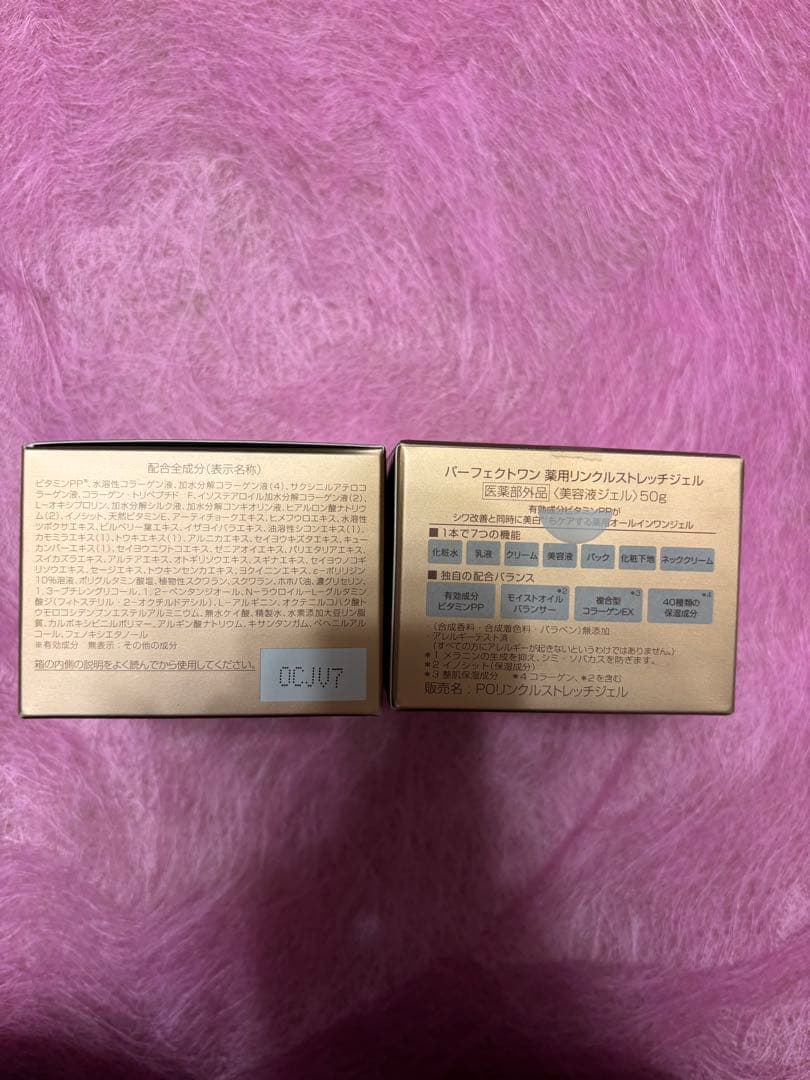 配合全成分(表示名称)
ビタミンPP※、水溶性コラーゲン液、加水分解コラーゲン液(4)、サクシニルアテロコ
ラーゲン液、コラーゲン・トリペプチド F、イソステアロイル加水分解コラーゲン液(2)、
L-オキシプロリン、加水分解シルク液、加水分解コンキオリン液、ヒアルロン酸ナトリウ
ム(2)、イノシット、天然ビタミンE、アーティチョークエキス、ヒメフウロエキス、水溶性
ツボクサエキス、ビルベリー葉エキス、イザヨイバラエキス、油溶性シコンエキス(1)、
カモミラエキス(1)、トウキエキス(1)、アルニカエキス、セイヨウキズタエキス、キュー
カンバーエキス(1)、セイヨウニワトコエキス、ゼニアオイエキス、パリエタリアエキス、
スイカズラエキス、アルテアエキス、オトギリソウエキス、スギナエキス、セイヨウノコギ
リソウエキス、セージエキス、トウキンセンカエキス、ヨクイニンエキス、ε-ポリリジン
10%溶液、ポリグルタミン酸塩、植物性スクワラン、スクワラン、ホホバ油、濃グリセリン、
1,3-ブチレングリコール、1,2-ペンタンジオール、N-ラウロイル-L-グルタミン
酸ジ(フィトステリル・2-オクチルドデシル)、L-アルギニン、オクテニルコハク酸ト
ウモロコシデンプンエステルアルミニウム、無水ケイ酸、精製水、水素添加大豆リン脂
質、カルボキシビニルポリマー、アルギン酸ナトリウム、キサンタンガム、ベヘニルアル
コール、フェノキシエタノール
※有効成分 無表示:その他の成分
箱の内側の説明をよく読んでから使用してください。
0CJV7
パーフェクトワン 薬用リンクルストレッチジェル
医薬部外品〈美容液ジェル〉50g
有効成分ビタミンPPが
シワ改善と同時に美白 もケアする薬用オールインワンジェル
■1本で7つの機能
化粧水 乳液 クリーム 美容液 パック 化粧下地 ネッククリーム
■独自の配合バランス
有効成分 ビタミンPP モイストオイル バランサー*2 複合型 コラーゲンEX*3 40種類の 保湿成分*4
(合成香料・合成着色料・パラベン)無添加
・アレルギーテスト済
(すべての方にアレルギーが起きないというわけではありません。)
*1 メラニンの生成を抑え、シミ・ソバカスを防ぎます。
*2 イノシット(保湿成分)
*3 整肌保湿成分 *4 コラーゲン、*2を含む
販売名:POリンクルストレッチジェル